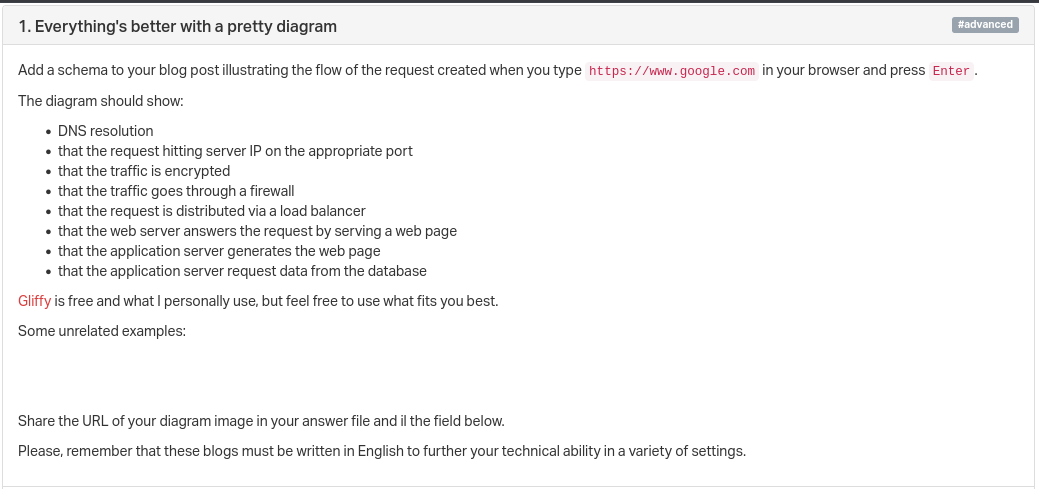 1. Everything's better with a pretty diagram
#advanced
Add a schema to your blog post illustrating the flow of the request created when you type https://www.google.com in your browser and press Enter.
The diagram should show:
• DNS resolution
• that the request hitting server IP on the appropriate port
• that the traffic is encrypted
• that the traffic goes through a firewall
• that the request is distributed via a load balancer
• that the web server answers the request by serving a web page
• that the application server generates the web page
• that the application server request data from the database
Gliffy is free and what I personally use, but feel free to use what fits you best.
Some unrelated examples:
Share the URL of your diagram image in your answer file and il the field below.
Please, remember that these blogs must be written in English to further your technical ability in a variety of settings.